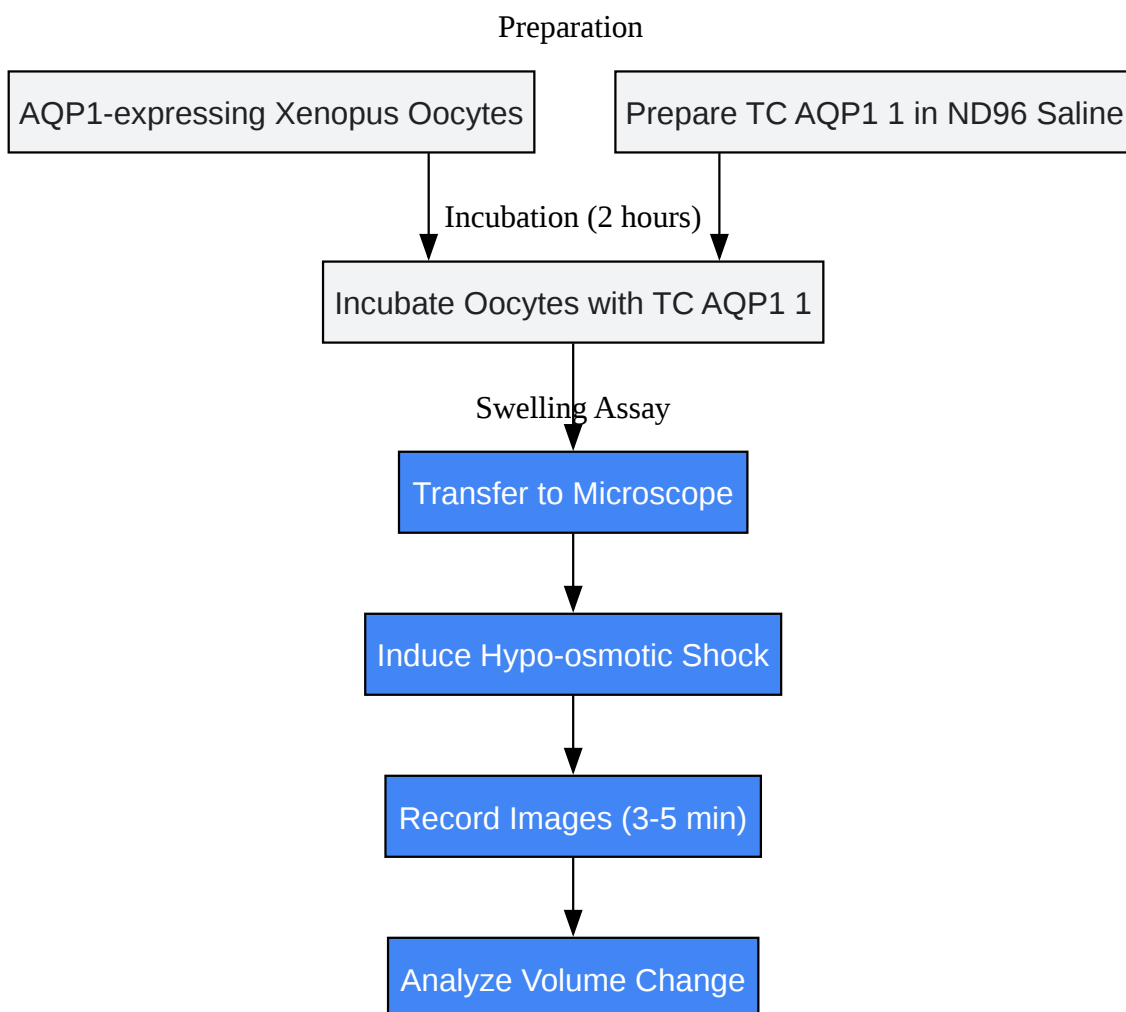 Preparation
AQP1-expressing Xenopus Oocytes
Prepare TC AQP1 1 in ND96 Saline
Incubation (2 hours)
Incubate Oocytes with TC AQP1 1
Swelling Assay
Transfer to Microscope
Induce Hypo-osmotic Shock
Record Images (3-5 min)
Analyze Volume Change